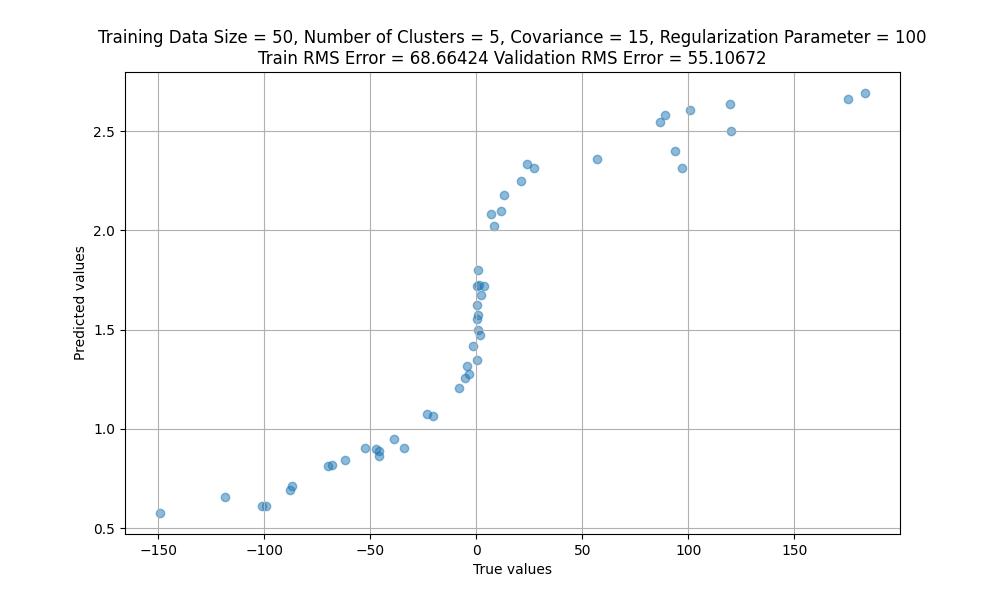 Training Data Size = 50, Number of Clusters = 5, Covariance = 15, Regularization Parameter = 100
Train RMS Error = 68.66424 Validation RMS Error = 55.10672
2.5
2.0
1.5
1.0
0.5
Predicted values
−150 −100 −50 0 50 100 150
True values